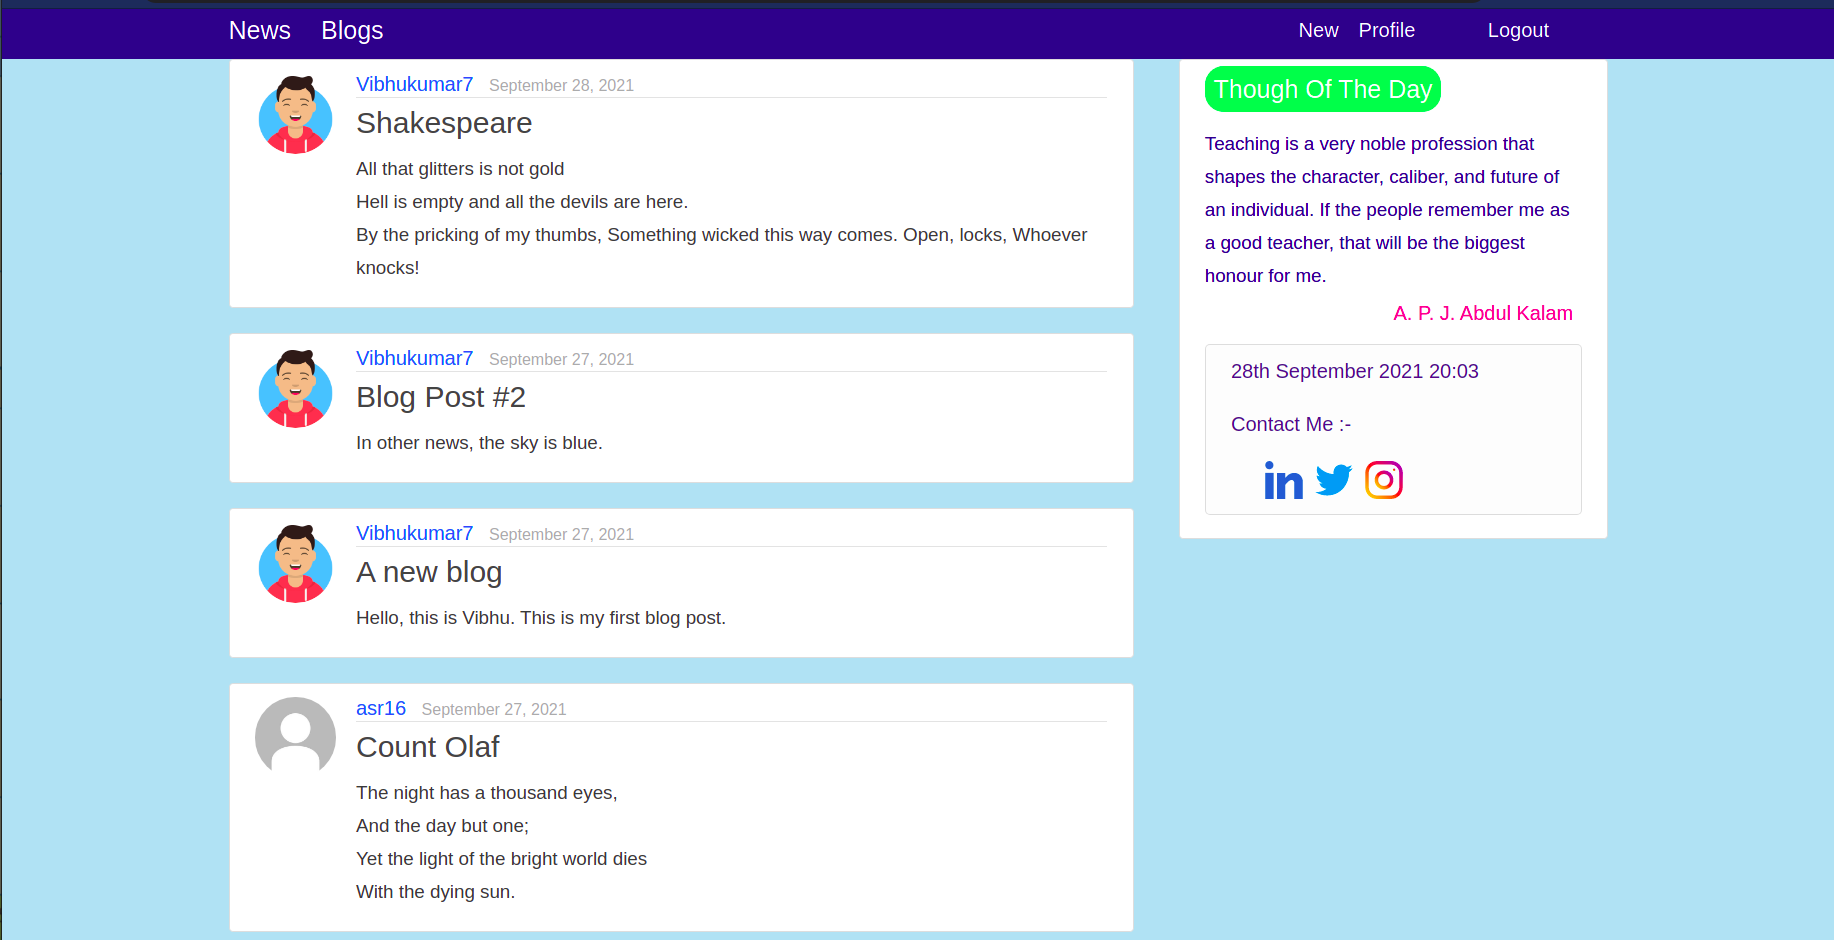 News Blogs New Profile Logout
Vibhukumar7 September 28, 2021
Shakespeare
All that glitters is not gold
Hell is empty and all the devils are here.
By the pricking of my thumbs, Something wicked this way comes. Open, locks, Whoever
knocks!
Vibhukumar7 September 27, 2021
Blog Post #2
In other news, the sky is blue.
Vibhukumar7 September 27, 2021
A new blog
Hello, this is Vibhu. This is my first blog post.
asr16 September 27, 2021
Count Olaf
The night has a thousand eyes,
And the day but one;
Yet the light of the bright world dies
With the dying sun.
Though Of The Day
Teaching is a very noble profession that
shapes the character, caliber, and future of
an individual. If the people remember me as
a good teacher, that will be the biggest
honour for me.
A. P. J. Abdul Kalam
28th September 2021 20:03
Contact Me :-
in